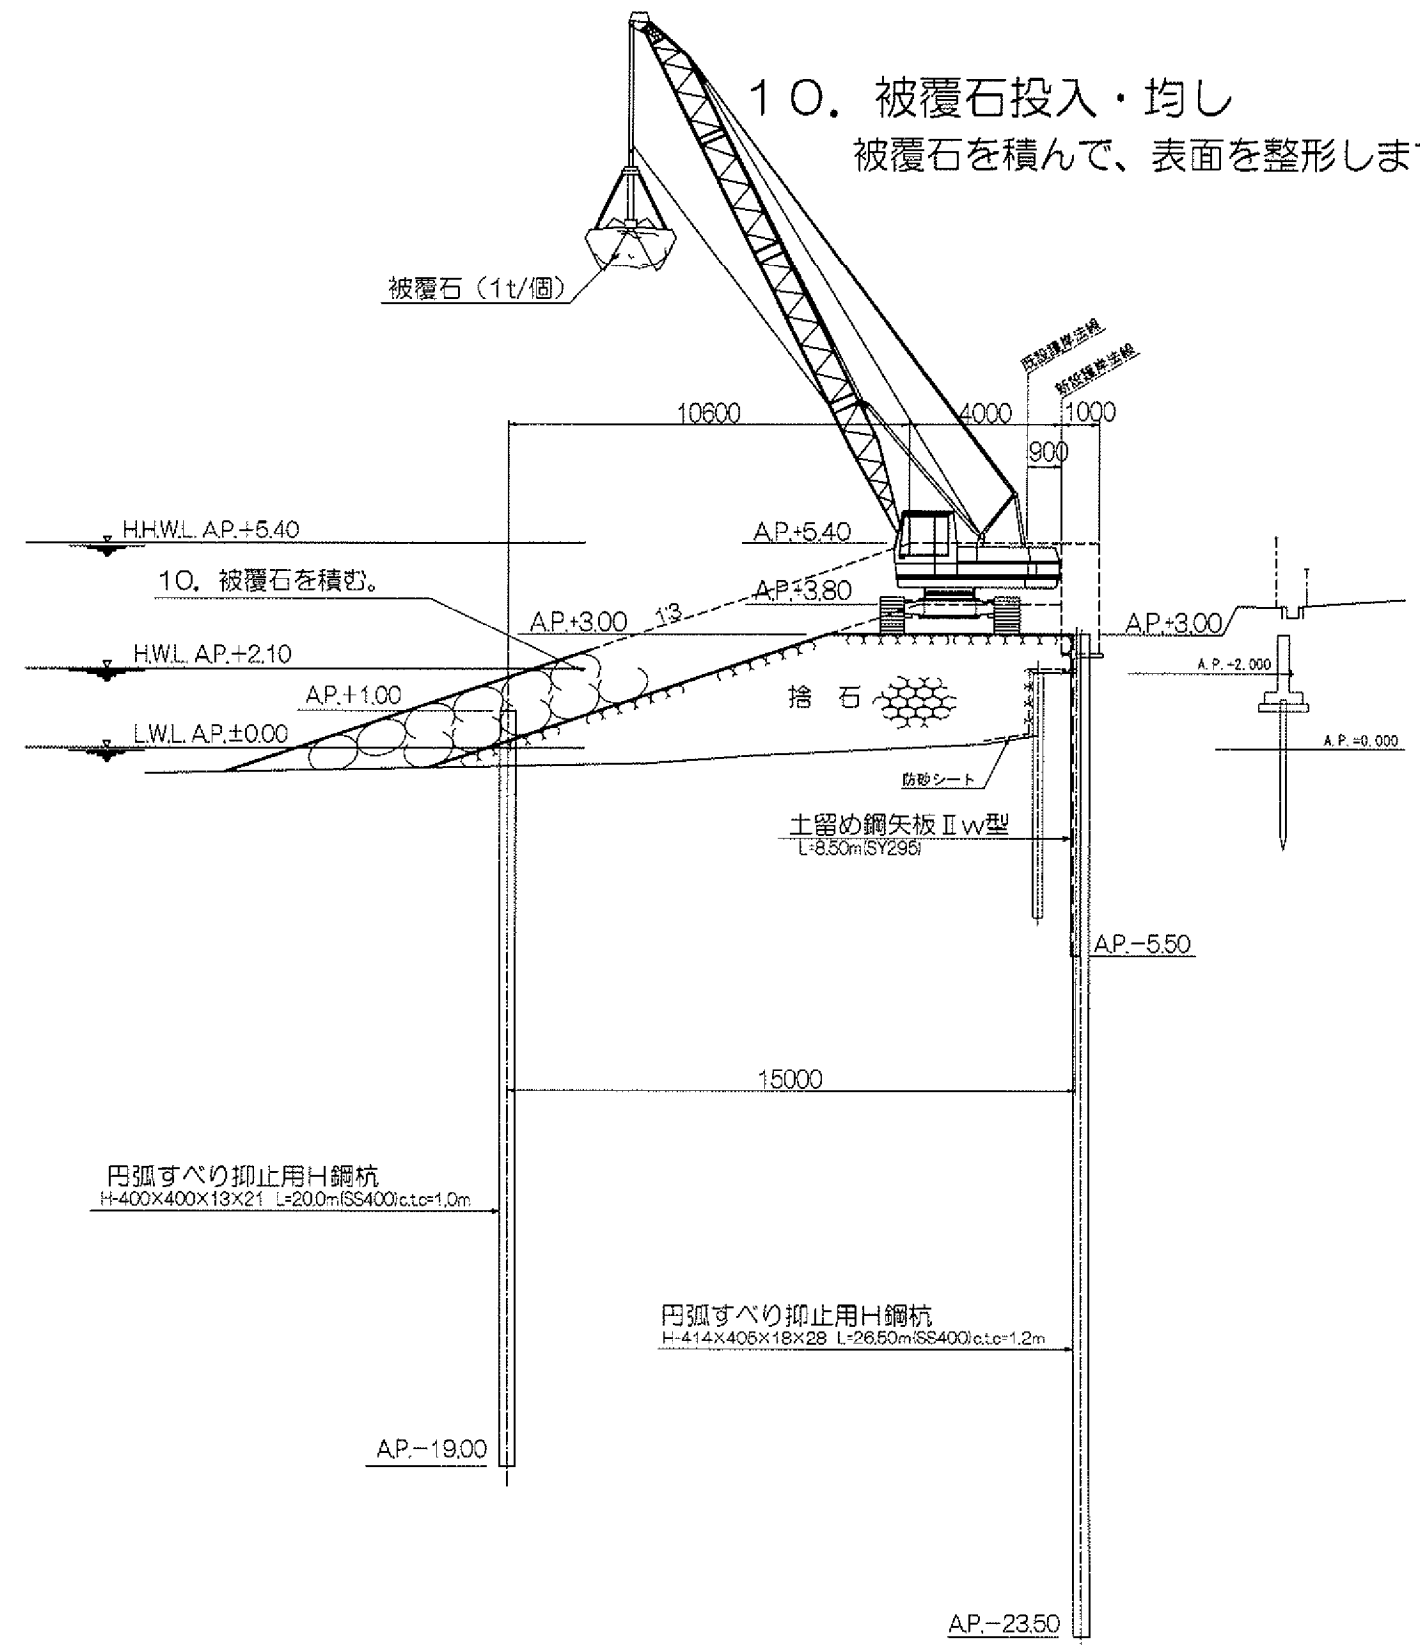 10. 被覆石投入・均し
被覆石を積んで、表面を整形しま
被覆石（1t/個）
既設護岸法線
新設護岸法線
10600
4000
1000
900
H.H.W.L. A.P.+5.40
A.P.+5.40
10. 被覆石を積む。
A.P.+3.80
1:3
A.P.+3.00
A.P.+3.00
H.W.L. A.P.+2.10
A.P.+2.000
A.P.+1.00
捨 石
L.W.L. A.P.±0.00
A.P.±0.000
防砂シート
土留め鋼矢板Ⅱw型
L=8.50m(SY295)
A.P.-5.50
15000
円弧すべり抑止用H鋼杭
H-400×400×13×21 L=20.0m(SS400)c.t.c=1.0m
円弧すべり抑止用H鋼杭
H-414×405×18×28 L=26.50m(SS400)c.t.c=1.2m
A.P.-19.00
A.P.-23.50